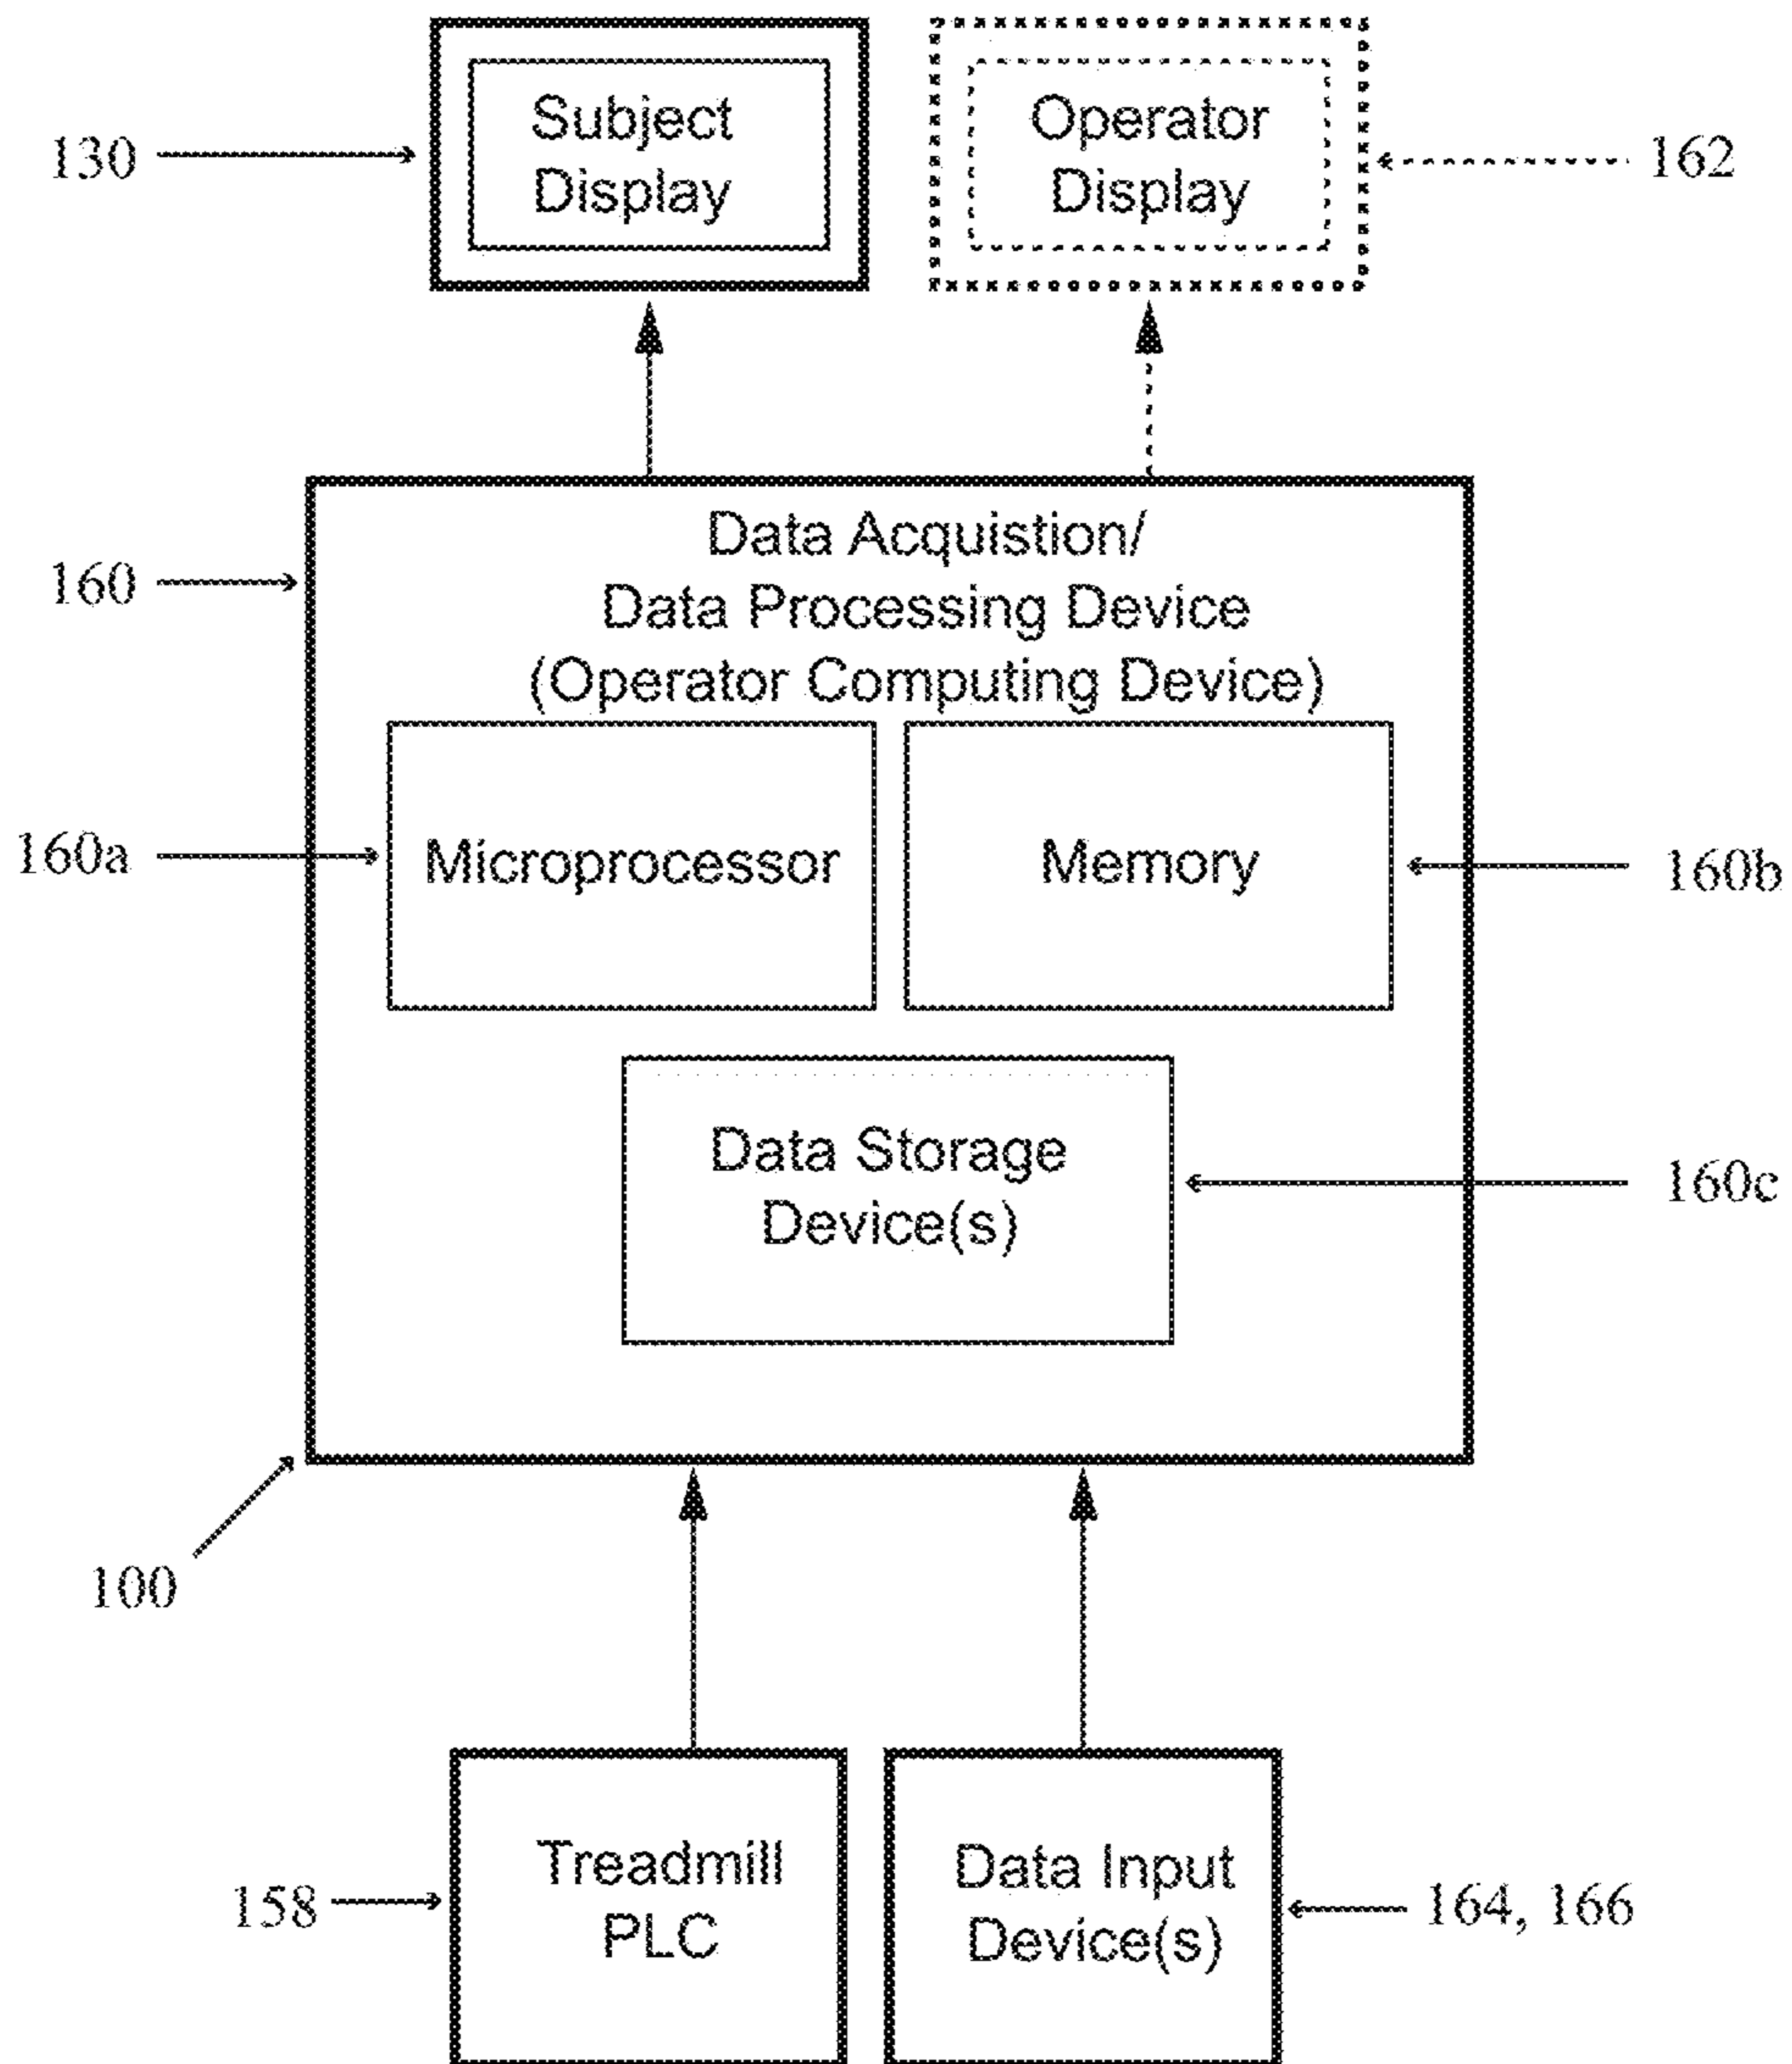 Subject
Display
Operator
Display
130
162
Data Acquistion/
Data Processing Device
(Operator Computing Device)
160
Microprocessor
Memory
160a
160b
Data Storage
Device(s)
160c
100
Treadmill
PLC
Data Input
Device(s)
158
164, 166